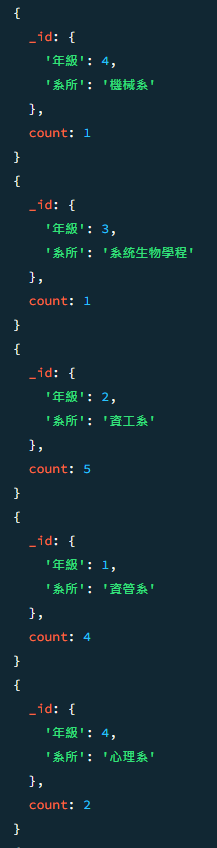 {
  _id: {
    '年級': 4,
    '系所': '機械系'
  },
  count: 1
}
{
  _id: {
    '年級': 3,
    '系所': '系統生物學程'
  },
  count: 1
}
{
  _id: {
    '年級': 2,
    '系所': '資工系'
  },
  count: 5
}
{
  _id: {
    '年級': 1,
    '系所': '資管系'
  },
  count: 4
}
{
  _id: {
    '年級': 4,
    '系所': '心理系'
  },
  count: 2
}